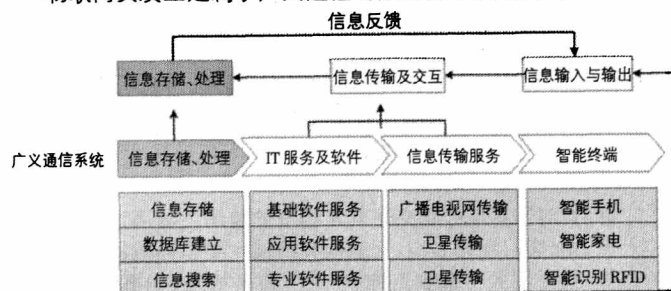 信息反馈
信息存储、处理 信息传输及交互 信息输入与输出
广义通信系统 信息存储、处理 IT服务及软件 信息传输服务 智能终端
信息存储 基础软件服务 广播电视网传输 智能手机
数据库建立 应用软件服务 卫星传输 智能家电
信息搜索 专业软件服务 卫星传输 智能识别RFID